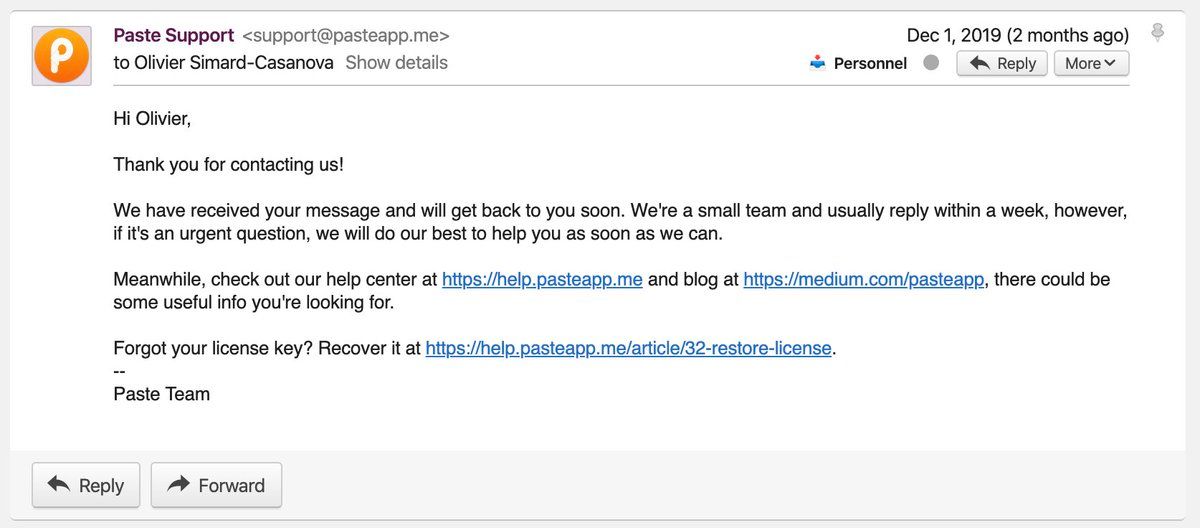 Paste Support <support@pasteapp.me>
Dec 1, 2019 (2 months ago)
to Olivier Simard-Casanova Show details
Personnel
Reply
More
Hi Olivier,
Thank you for contacting us!
We have received your message and will get back to you soon. We're a small team and usually reply within a week, however,
if it's an urgent question, we will do our best to help you as soon as we can.
Meanwhile, check out our help center at https://help.pasteapp.me and blog at https://medium.com/pasteapp, there could be
some useful info you're looking for.
Forgot your license key? Recover it at https://help.pasteapp.me/article/32-restore-license.
--
Paste Team
Reply
Forward